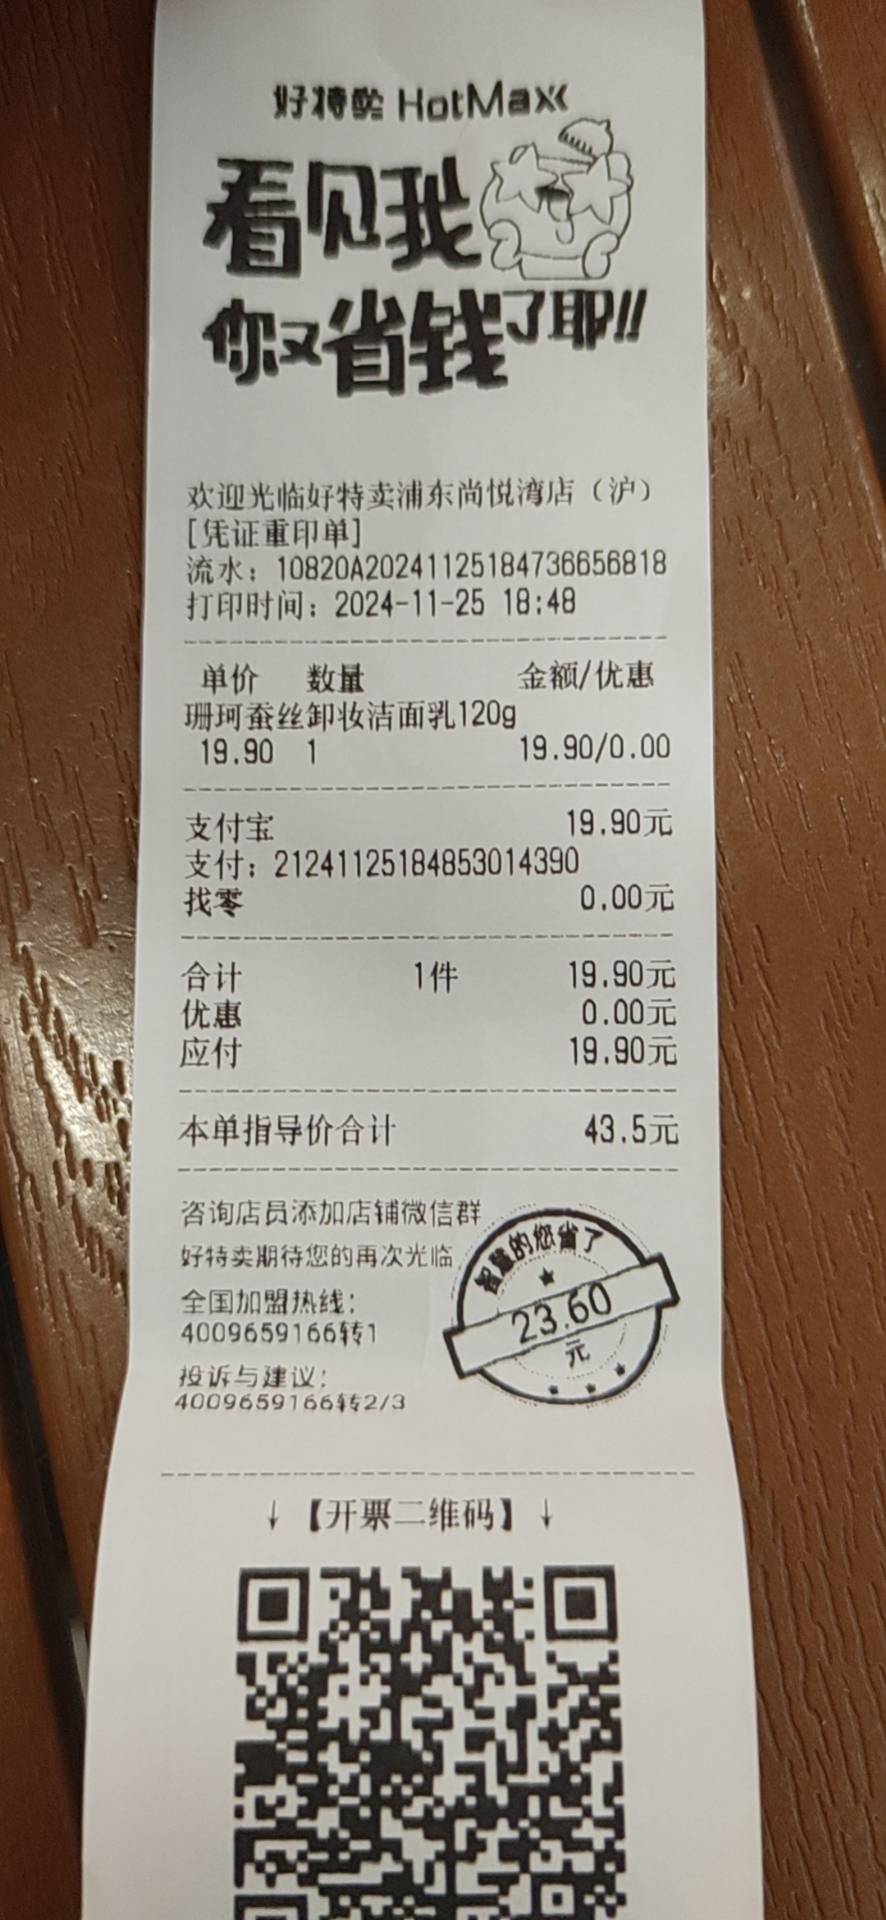 好特卖 HotMaxx
看见我
你又省钱了耶!!
欢迎光临好特卖浦东尚悦湾店（沪）
[凭证重印单]
流水：10820A20241125184736656818
打印时间：2024-11-25 18:48
单价 数量 金额/优惠
珊珂蚕丝卸妆洁面乳120g
19.90 1 19.90/0.00
支付宝 19.90元
支付：21241125184853014390
找零 0.00元
合计 1件 19.90元
优惠 0.00元
应付 19.90元
本单指导价合计 43.5元
咨询店员添加店铺微信群
好特卖期待您的再次光临
全国加盟热线：
4009659166转1
投诉与建议：
4009659166转2/3
智慧的您省了
23.60
元
↓【开票二维码】↓